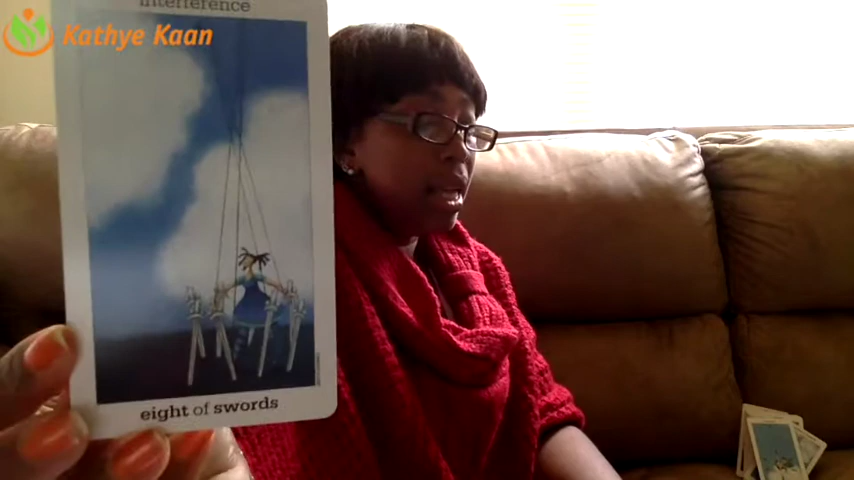 interference
Kathye Kaan
eight of swords